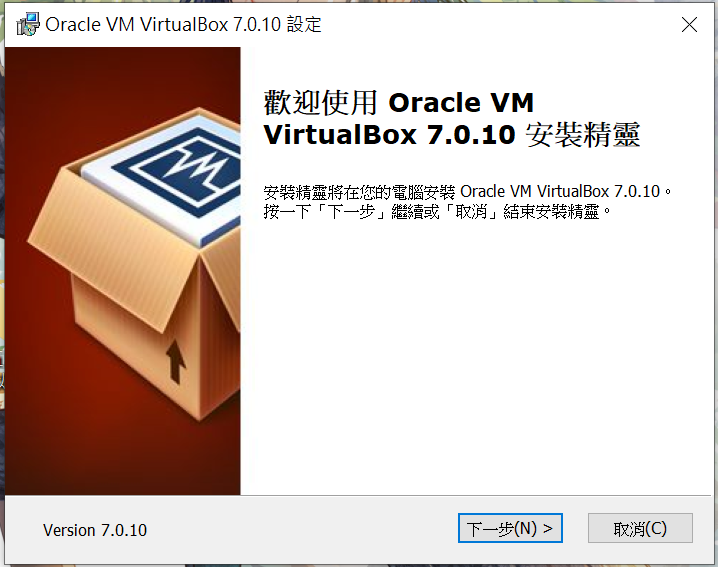 Oracle VM VirtualBox 7.0.10 設定
歡迎使用 Oracle VM
VirtualBox 7.0.10 安裝精靈
安裝精靈將在您的電腦安裝 Oracle VM VirtualBox 7.0.10。
按一下「下一步」繼續或「取消」結束安裝精靈。
Version 7.0.10
下一步(N) >
取消(C)